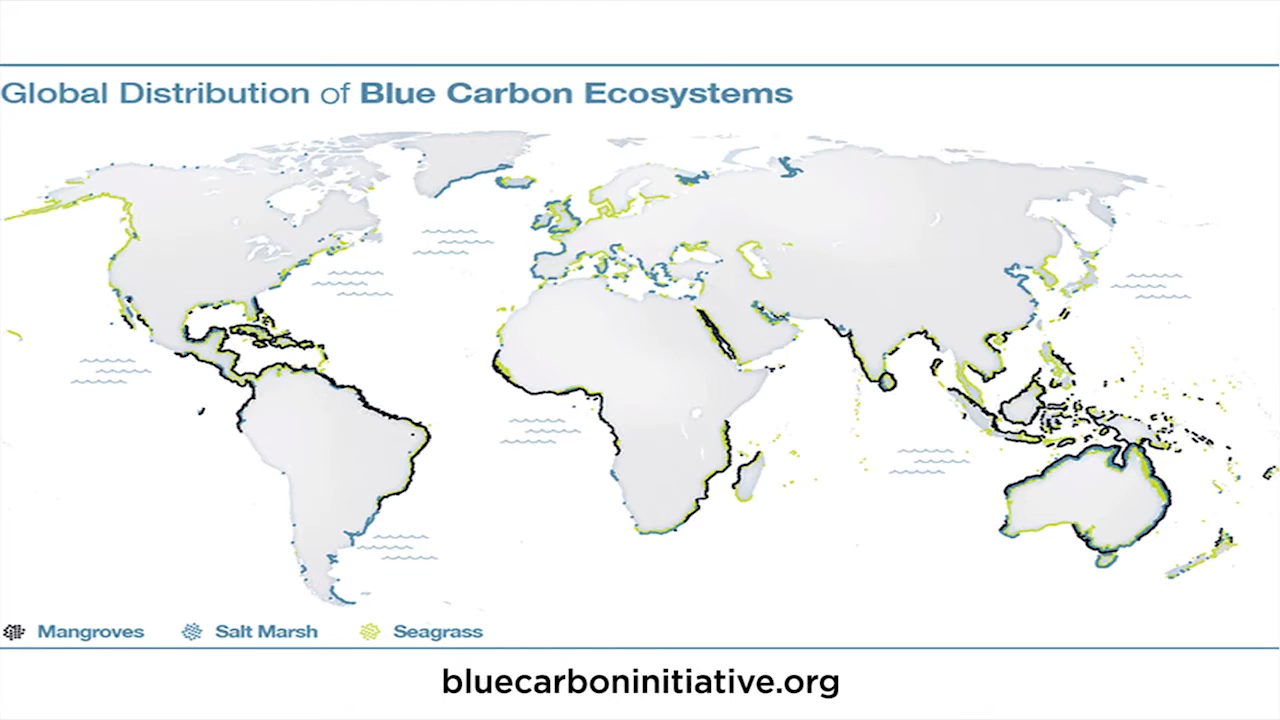 Global Distribution of Blue Carbon Ecosystems
Mangroves Salt Marsh Seagrass
bluecarboninitiative.org